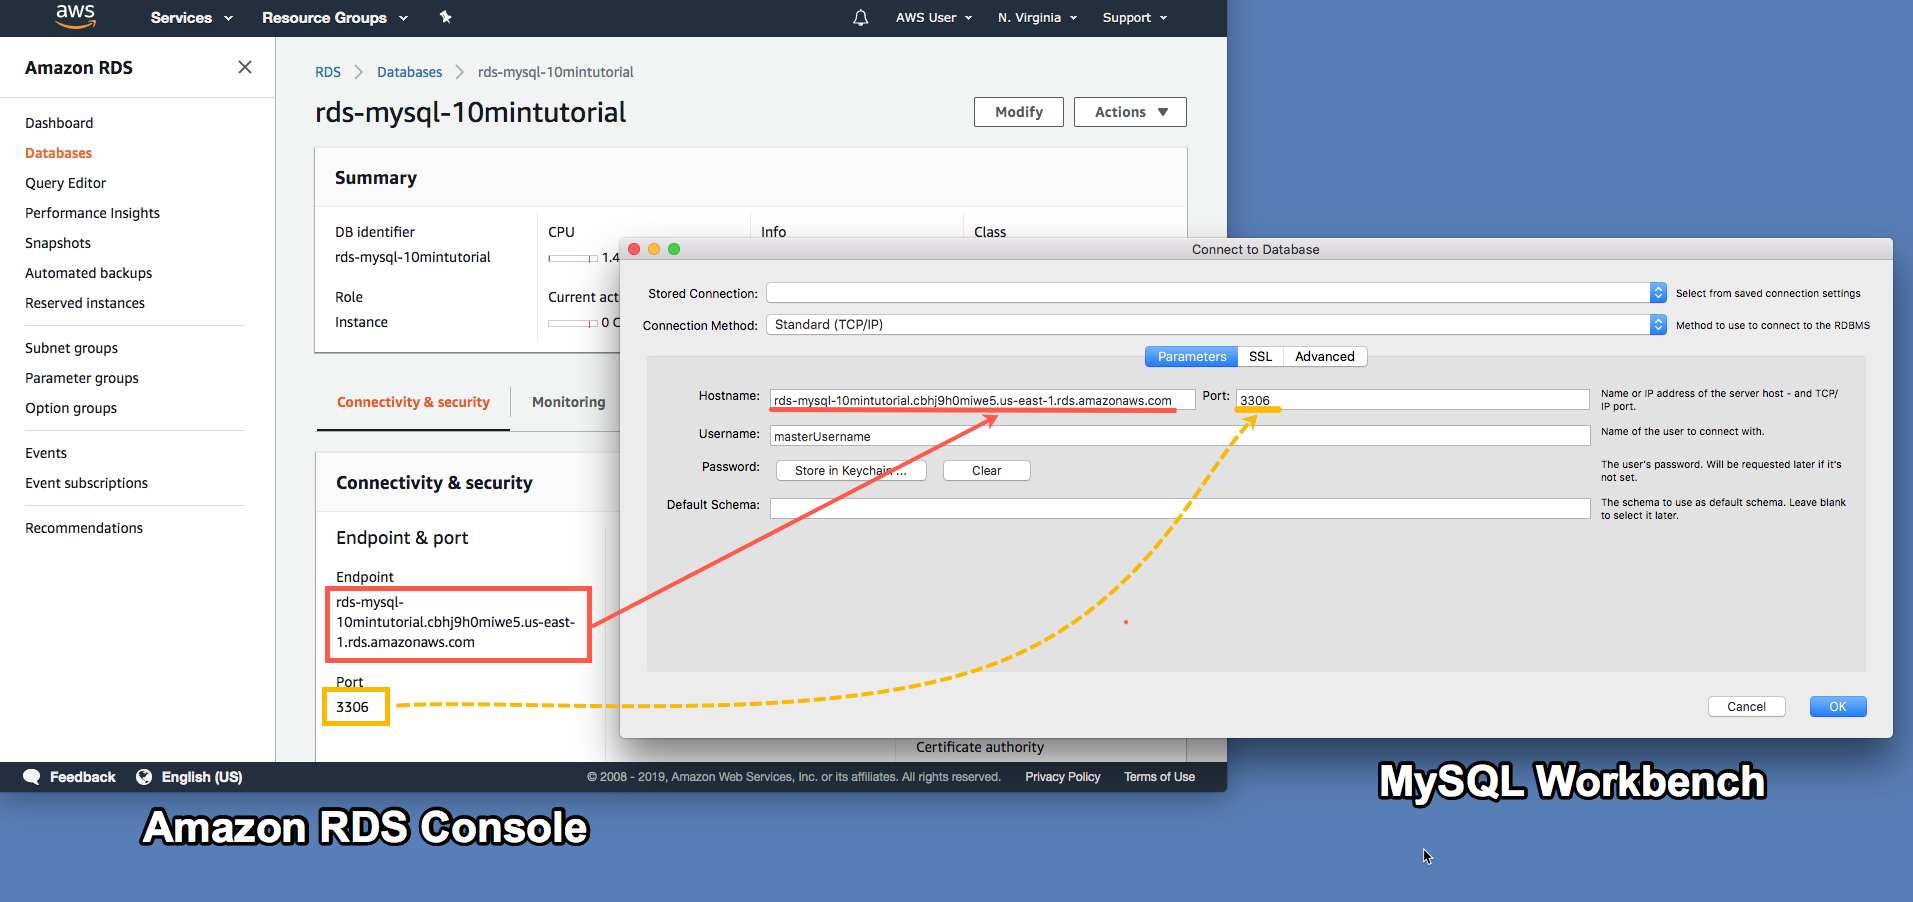 aws
Services
Resource Groups
AWS User
N. Virginia
Support
Amazon RDS
Dashboard
Databases
Query Editor
Performance Insights
Snapshots
Automated backups
Reserved instances
Subnet groups
Parameter groups
Option groups
Events
Event subscriptions
Recommendations
RDS > Databases > rds-mysql-10mintutorial
rds-mysql-10mintutorial
Modify
Actions
Summary
DB identifier
rds-mysql-10mintutorial
CPU
1.4
Info
Class
Role
Instance
Current act
0 C
Connectivity & security
Monitoring
Connectivity & security
Endpoint & port
Endpoint
rds-mysql-
10mintutorial.cbhj9h0miwe5.us-east-
1.rds.amazonaws.com
Port
3306
Certificate authority
Connect to Database
Stored Connection:
Select from saved connection settings
Connection Method:
Standard (TCP/IP)
Method to use to connect to the RDBMS
Parameters
SSL
Advanced
Hostname:
rds-mysql-10mintutorial.cbhj9h0miwe5.us-east-1.rds.amazonaws.com
Port:
3306
Name or IP address of the server host - and TCP/
IP port.
Username:
masterUsername
Name of the user to connect with.
Password:
Store in Keychain ...
Clear
The user's password. Will be requested later if it's
not set.
Default Schema:
The schema to use as default schema. Leave blank
to select it later.
Cancel
OK
Feedback
English (US)
© 2008 - 2019, Amazon Web Services, Inc. or its affiliates. All rights reserved.
Privacy Policy
Terms of Use
Amazon RDS Console
MySQL Workbench